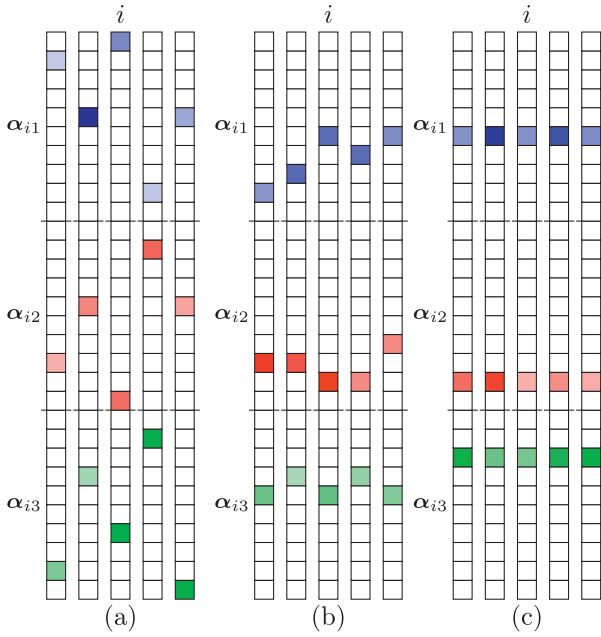 i i i
α_{i1} α_{i1} α_{i1}
α_{i2} α_{i2} α_{i2}
α_{i3} α_{i3} α_{i3}
(a) (b) (c)